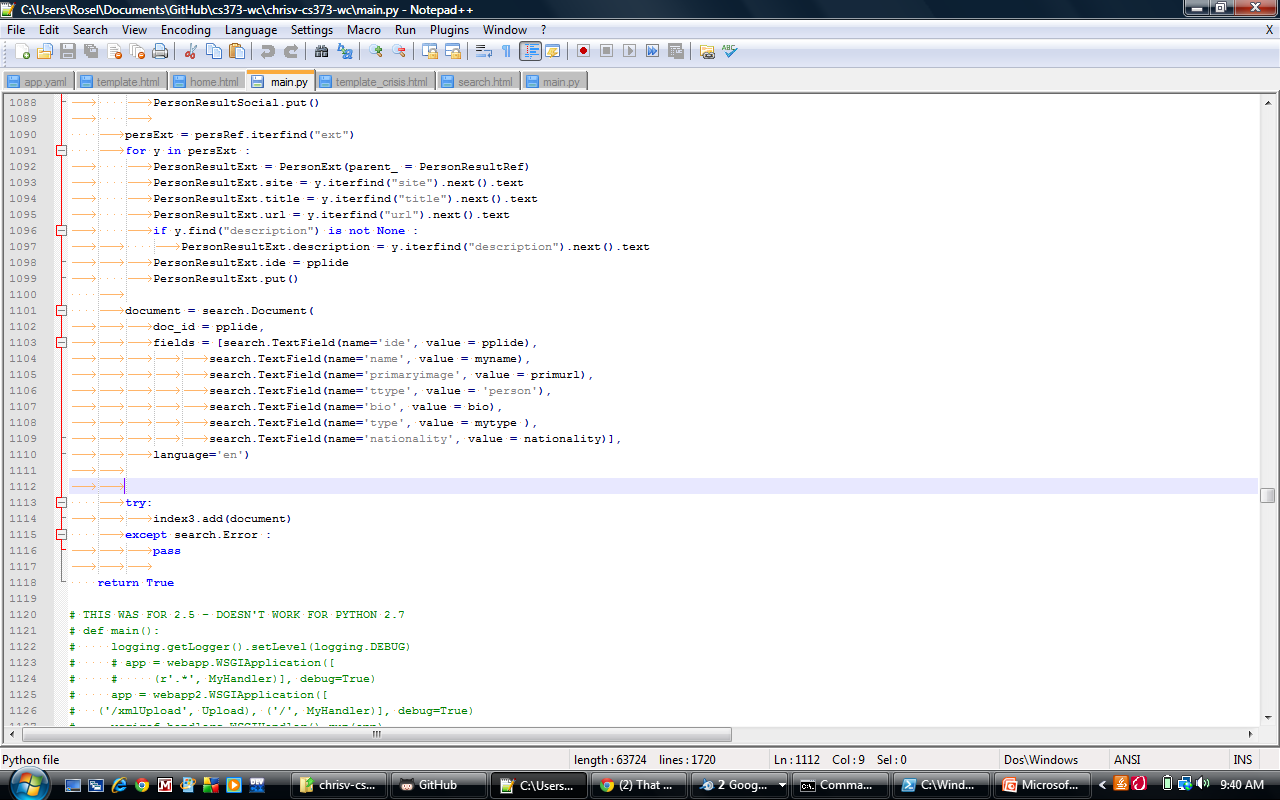 C:\Users\Rosel\Documents\GitHub\cs373-wc\chrisv-cs373-wc\main.py - Notepad++
File Edit Search View Encoding Language Settings Macro Run Plugins Window ? X
app.yaml template.html home.html main.py template_crisis.html search.html main.py
1088 PersonResultSocial.put()
1089
1090 persExt = persRef.iterfind("ext")
1091 for y in persExt :
1092 PersonResultExt = PersonExt(parent_ = PersonResultRef)
1093 PersonResultExt.site = y.iterfind("site").next().text
1094 PersonResultExt.title = y.iterfind("title").next().text
1095 PersonResultExt.url = y.iterfind("url").next().text
1096 if y.find("description") is not None :
1097 PersonResultExt.description = y.iterfind("description").next().text
1098 PersonResultExt.ide = pplide
1099 PersonResultExt.put()
1100
1101 document = search.Document(
1102 doc_id = pplide,
1103 fields = [search.TextField(name='ide', value = pplide),
1104 search.TextField(name='name', value = myname),
1105 search.TextField(name='primaryimage', value = primurl),
1106 search.TextField(name='ttype', value = 'person'),
1107 search.TextField(name='bio', value = bio),
1108 search.TextField(name='type', value = mytype ),
1109 search.TextField(name='nationality', value = nationality)],
1110 language='en')
1111
1112
1113 try:
1114 index3.add(document)
1115 except search.Error :
1116 pass
1117
1118 return True
1119
1120 # THIS WAS FOR 2.5 - DOESN'T WORK FOR PYTHON 2.7
1121 # def main():
1122 # logging.getLogger().setLevel(logging.DEBUG)
1123 # # app = webapp.WSGIApplication([
1124 # # (r'.*', MyHandler)], debug=True)
1125 # app = webapp2.WSGIApplication([
1126 # ('/xmlUpload', Upload), ('/', MyHandler)], debug=True)
Python file length : 63724 lines : 1720 Ln : 1112 Col : 9 Sel : 0 Dos\Windows ANSI INS
chrisv-cs... GitHub C:\Users... (2) That ... 2 Goog... Comma... C:\Wind... Microsof... 9:40 AM